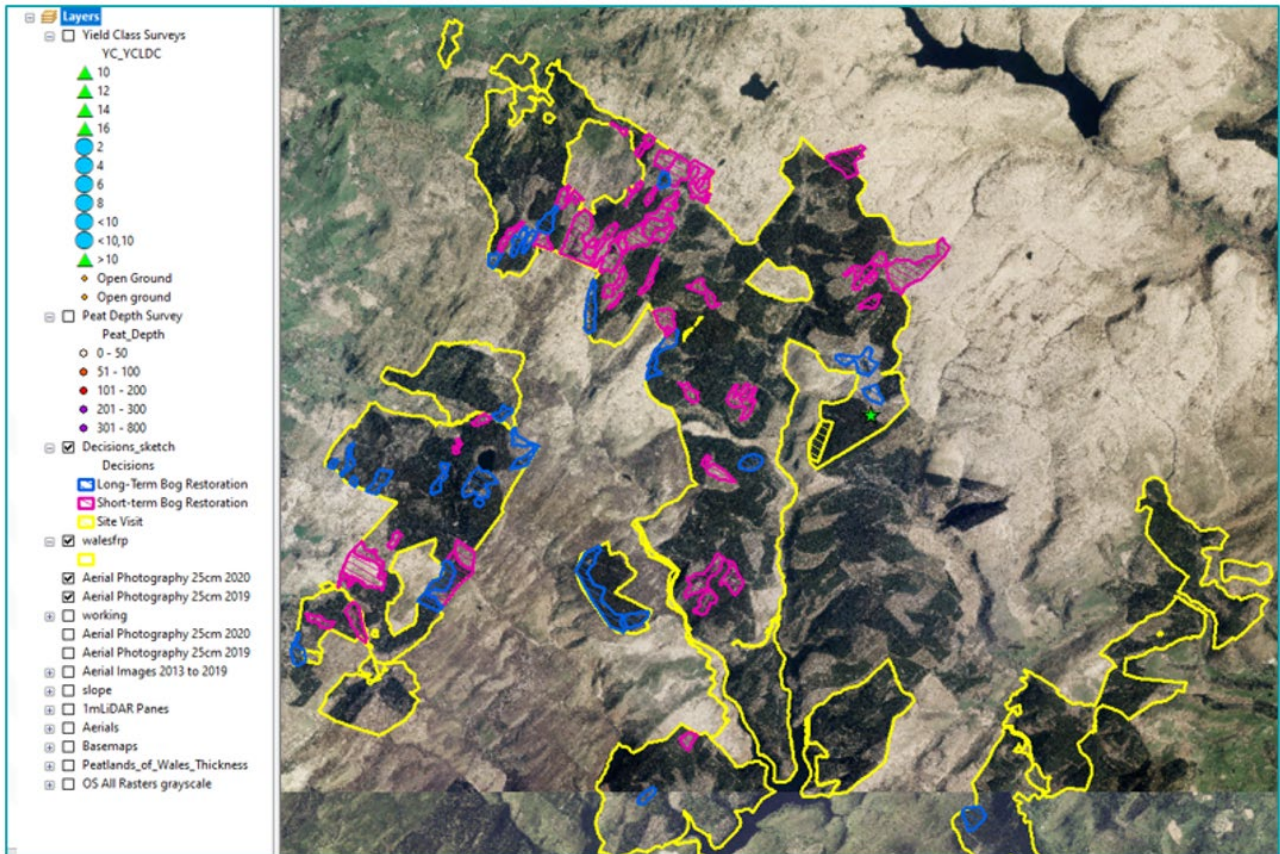 Layers
Yield Class Surveys
YC_YCLDC
10
12
14
16
2
4
6
8
<10
<10,10
>10
Open Ground
Open ground
Peat Depth Survey
Peat_Depth
0 - 50
51 - 100
101 - 200
201 - 300
301 - 800
Decisions_sketch
Decisions
Long-Term Bog Restoration
Short-term Bog Restoration
Site Visit
walesfrp
Aerial Photography 25cm 2020
Aerial Photography 25cm 2019
working
Aerial Photography 25cm 2020
Aerial Photography 25cm 2019
Aerial Images 2013 to 2019
slope
1mLiDAR Panes
Aerials
Basemaps
Peatlands_of_Wales_Thickness
OS All Rasters grayscale